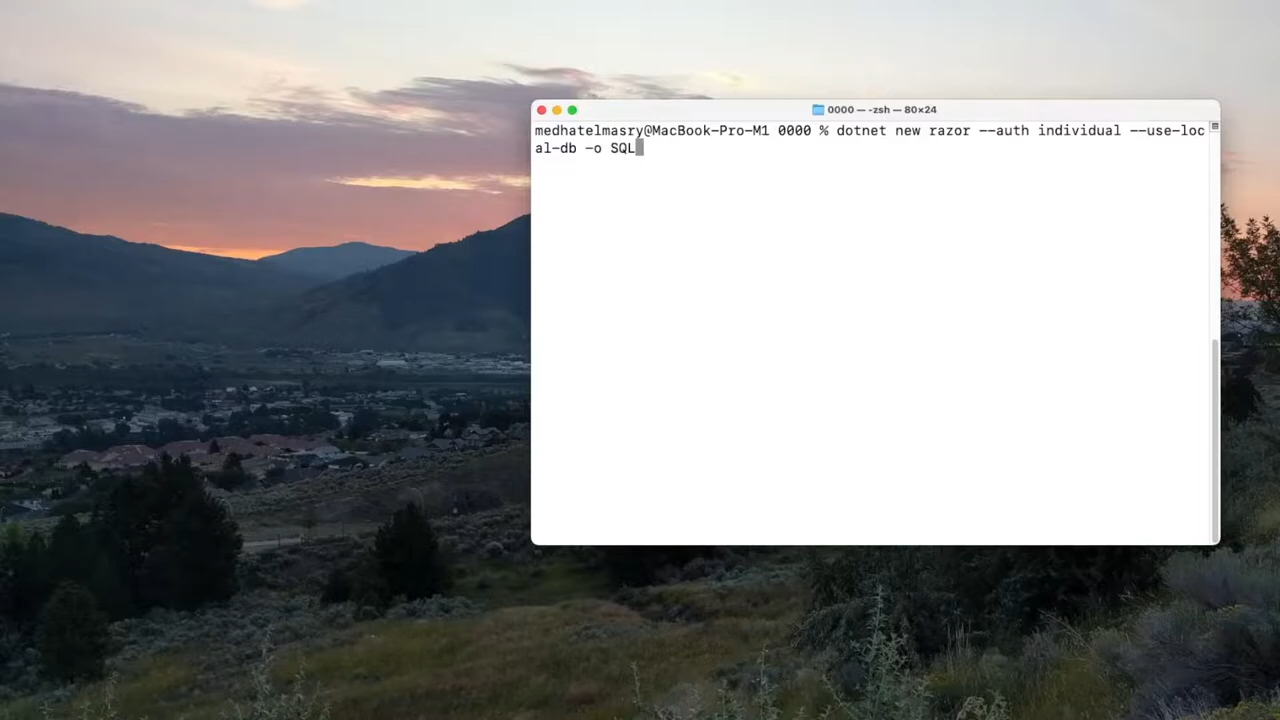 0000 — -zsh — 80×24
medhatelmasry@MacBook-Pro-M1 0000 % dotnet new razor --auth individual --use-loc
al-db -o SQL